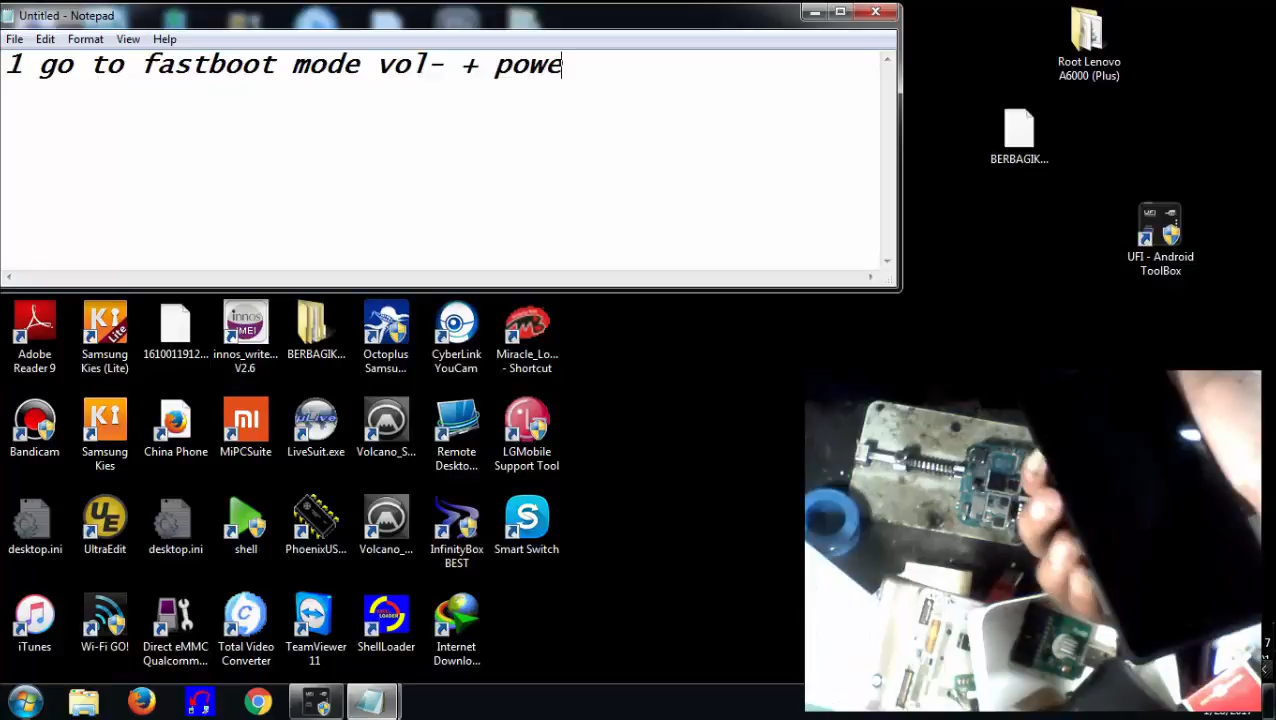 Untitled - Notepad
File Edit Format View Help
1 go to fastboot mode vol- + powe
Root Lenovo
A6000 (Plus)
BERBAGIK...
UFI
UFI - Android
ToolBox
Adobe
Reader 9
Samsung
Kies (Lite)
1610011912...
innos_write...
V2.6
BERBAGIK...
Octoplus
Samsu...
CyberLink
YouCam
Miracle_Lo...
- Shortcut
Bandicam
Samsung
Kies
China Phone
MiPCSuite
LiveSuit.exe
Volcano_S...
Remote
Deskto...
LGMobile
Support Tool
desktop.ini
UltraEdit
desktop.ini
shell
PhoenixUS...
Volcano_...
InfinityBox
BEST
Smart Switch
iTunes
Wi-Fi GO!
Direct eMMC
Qualcomm...
Total Video
Converter
TeamViewer
11
ShellLoader
Internet
Downlo...